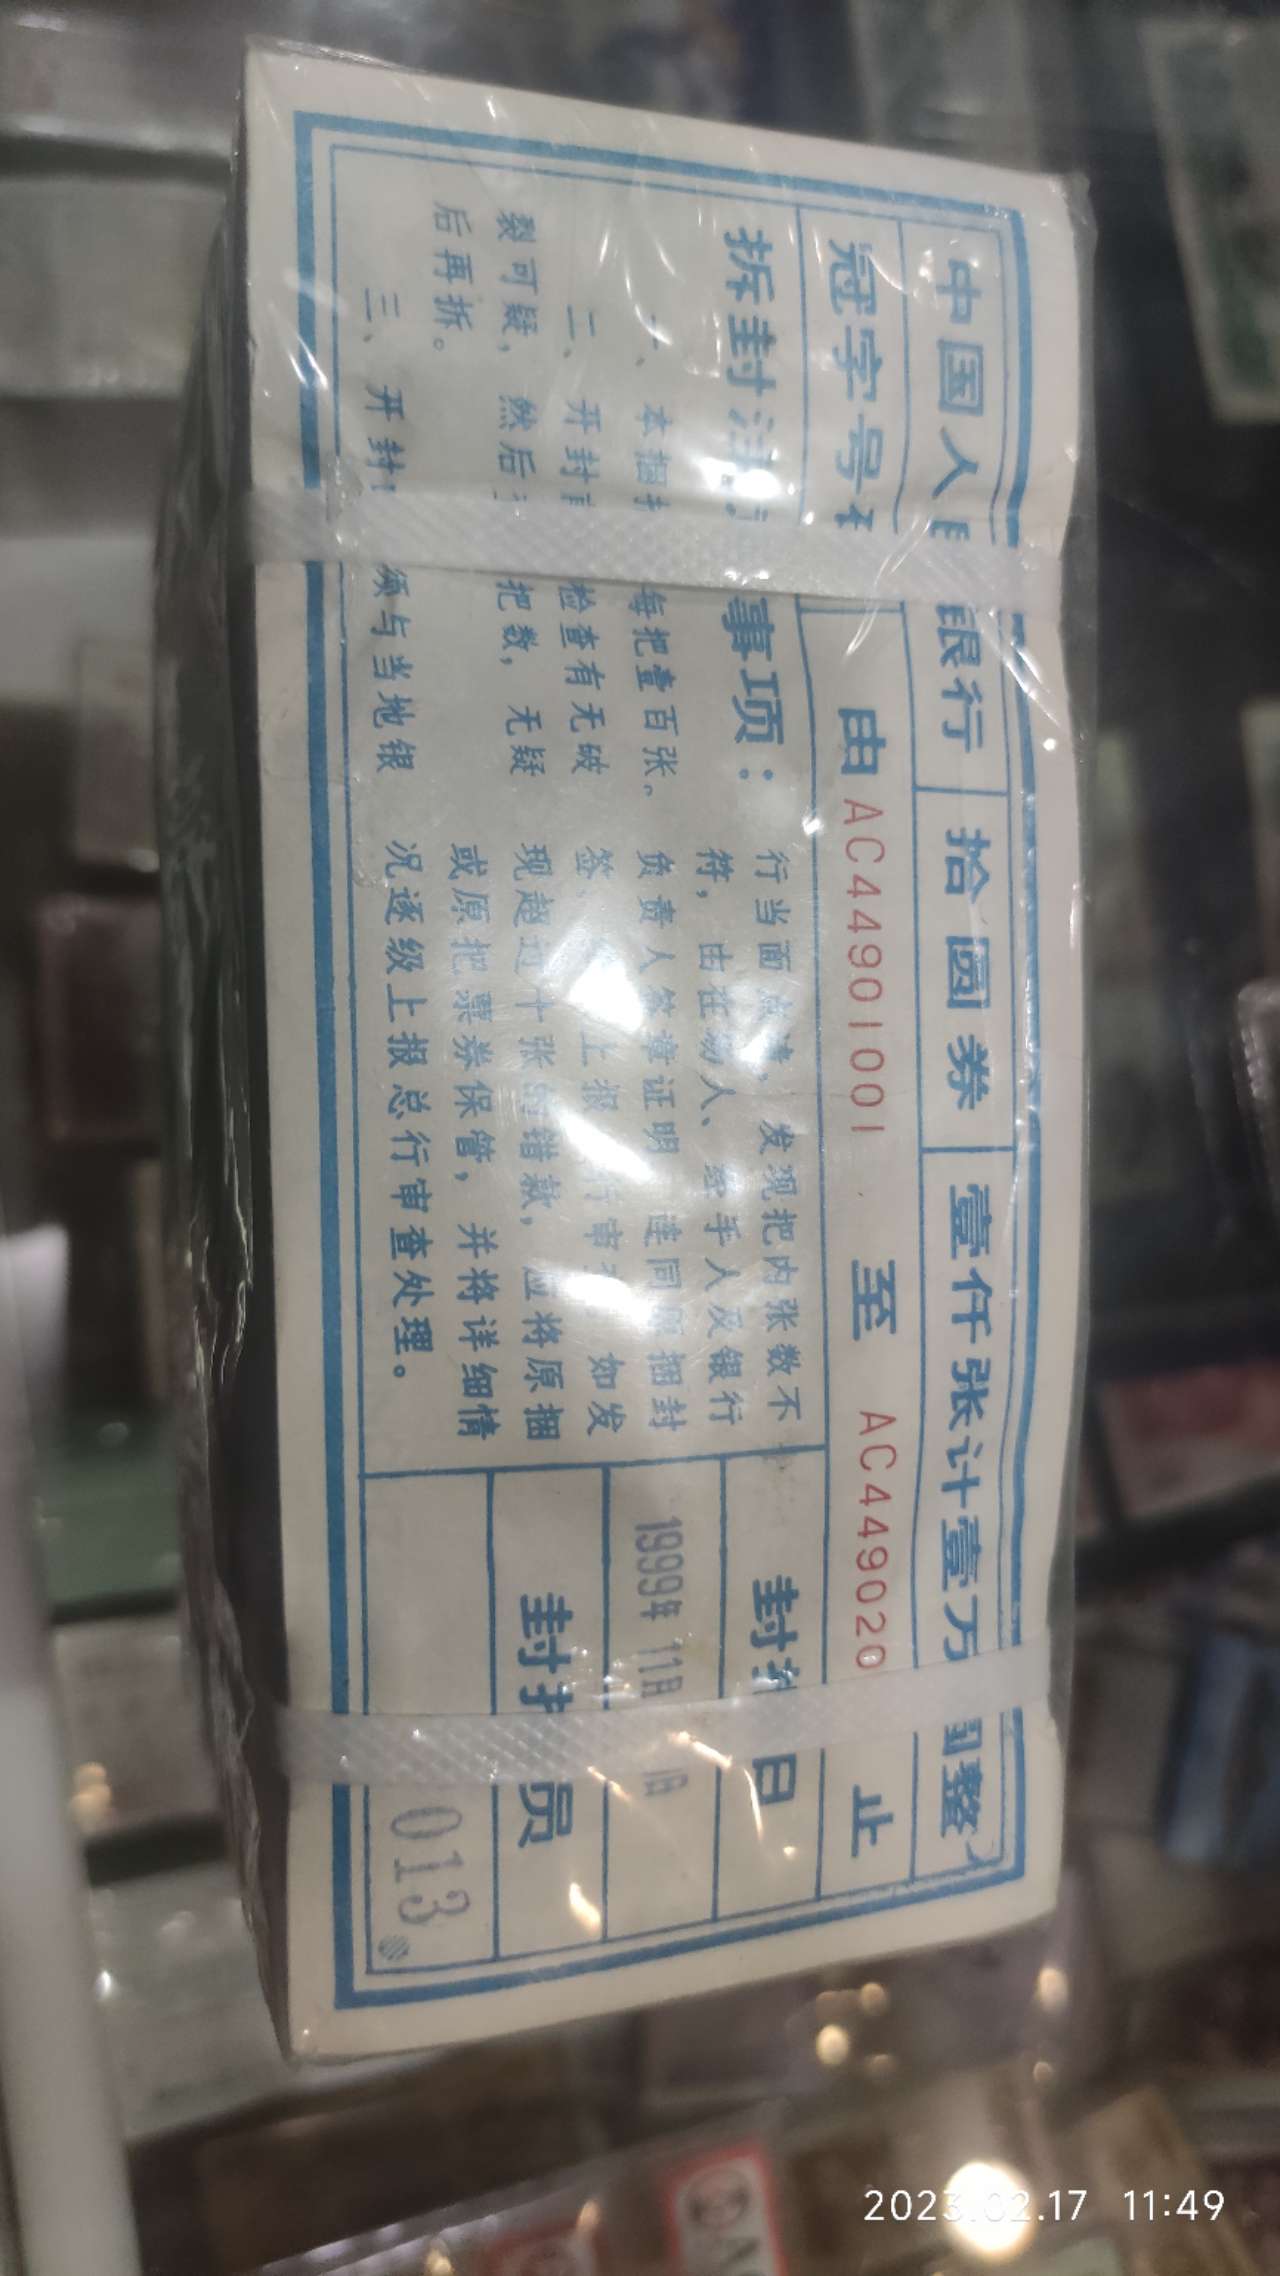 中国人 银行 拾圆券 壹仟张计壹万 整
冠字号 由 AC44901001 至 AC449020 止
拆封 事项：
一、本捆 每把壹百张。
二、开封 检查有无破
裂可疑，然后 把数，无疑
后再拆。
三、开封 须与当地银
行当面点清，发现把内张数不
符，由在场人、经手人及银行
负责人签章证明 连同原捆封
签、 上报 行审 如发
现超过十张 错款，应将原捆
或原把票券保管，并将详细情
况逐级上报总行审查处理。
封 日
1999年 11月 日
封 员
013
2023.02.17 11:49